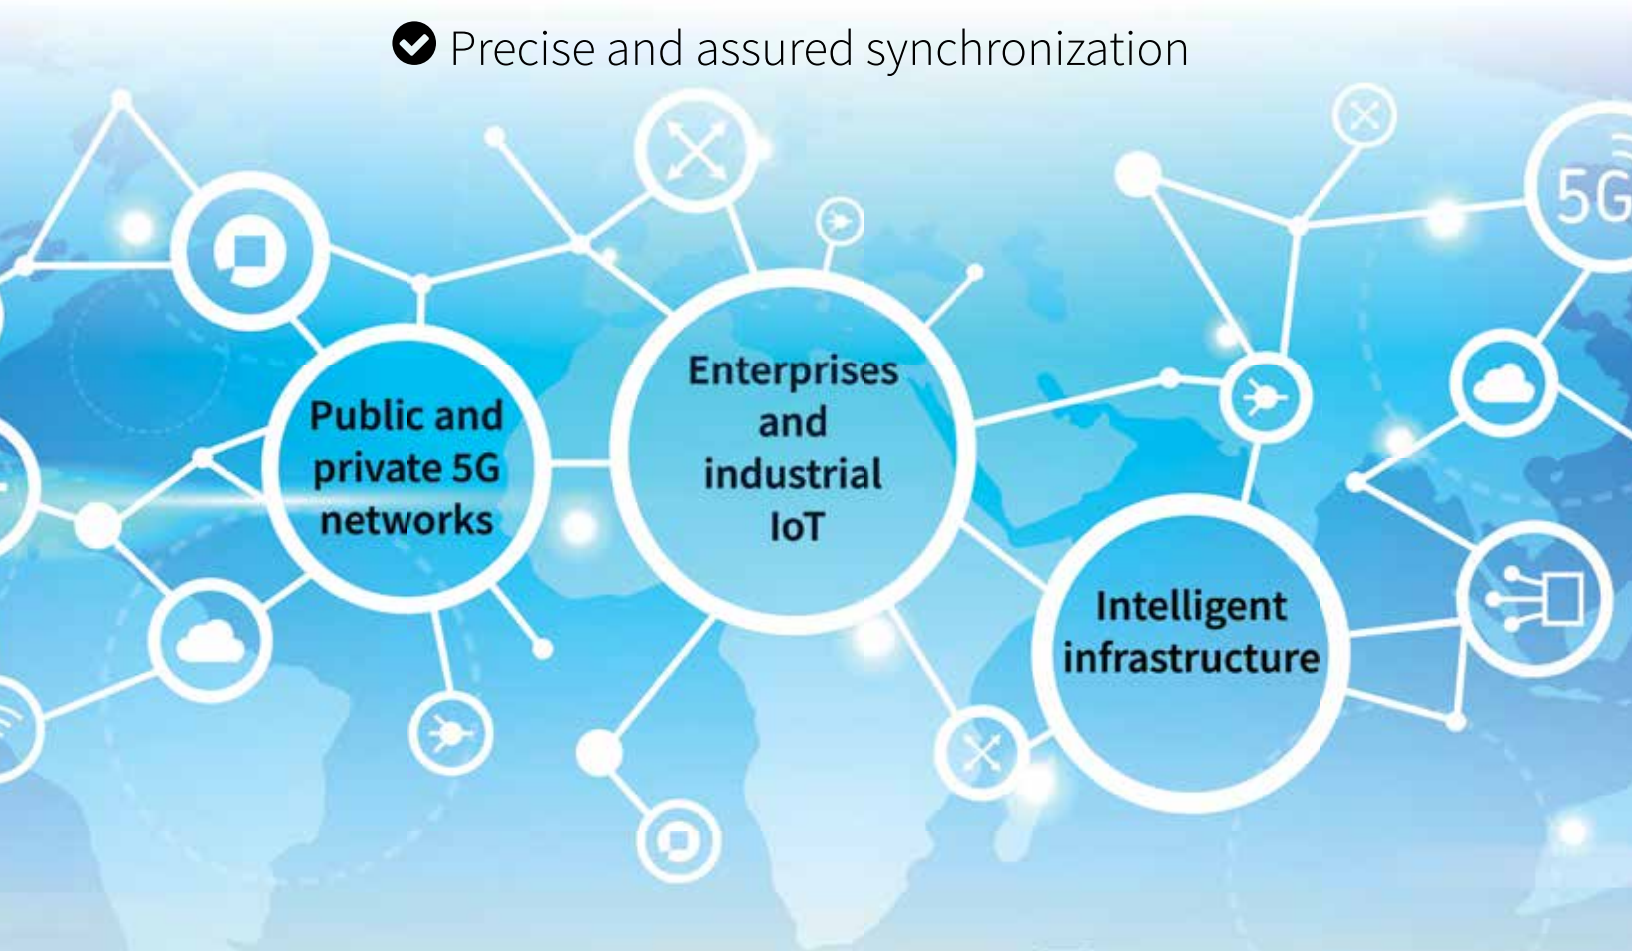 Precise and assured synchronization
5G
Enterprises
and
industrial
IoT
Public and
private 5G
networks
Intelligent
infrastructure